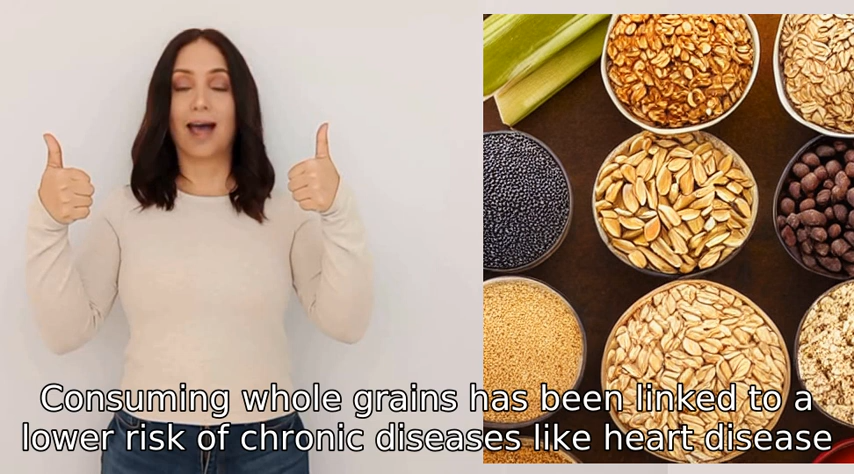 Consuming whole grains has been linked to a
lower risk of chronic diseases like heart disease